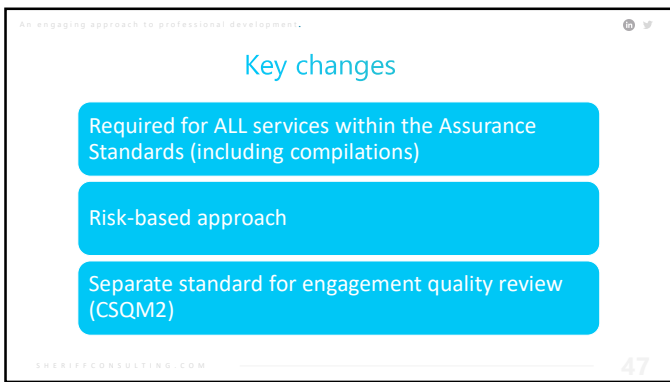 An engaging approach to professional development.
in
Key changes
Required for ALL services within the Assurance
Standards (including compilations)
Risk-based approach
Separate standard for engagement quality review
(CSQM2)
SHERIFFCONSULTING.COM
47